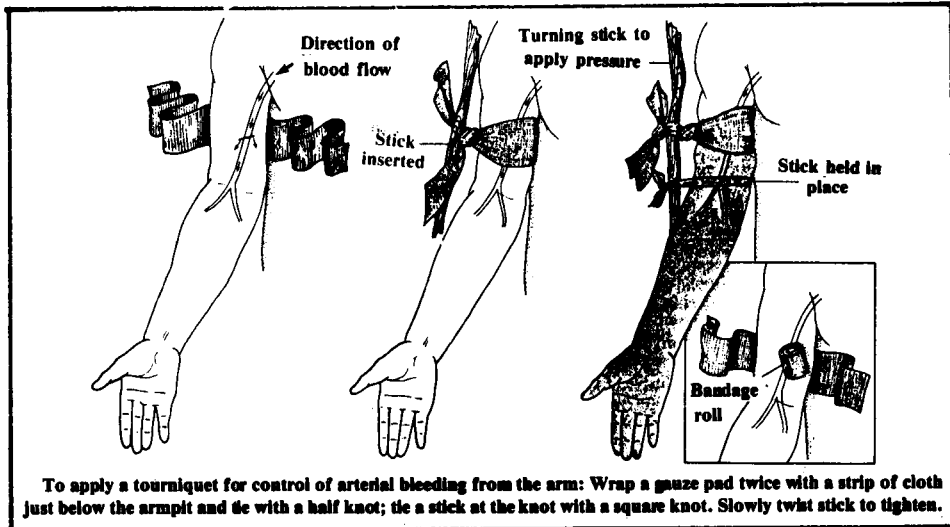 Direction of
blood flow
Stick
inserted
Turning stick to
apply pressure
Stick held in
place
Bandage
roll
To apply a tourniquet for control of arterial bleeding from the arm: Wrap a gauze pad twice with a strip of cloth
just below the armpit and tie with a half knot; tie a stick at the knot with a square knot. Slowly twist stick to tighten.